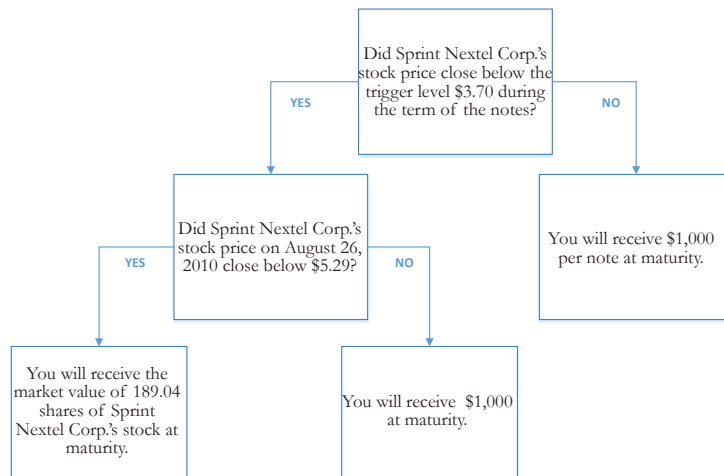 Did Sprint Nextel Corp.'s
stock price close below the
trigger level $3.70 during
the term of the notes?
YES
NO
Did Sprint Nextel Corp.'s
stock price on August 26,
2010 close below $5.29?
You will receive $1,000
per note at maturity.
YES
NO
You will receive the
market value of 189.04
shares of Sprint
Nextel Corp.'s stock at
maturity.
You will receive $1,000
at maturity.